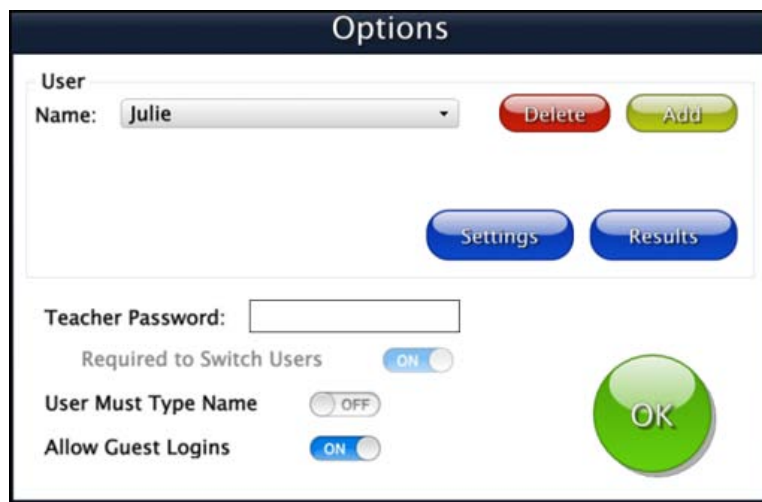 Options
User
Name: Julie Delete Add
Settings Results
Teacher Password:
Required to Switch Users ON
User Must Type Name OFF
Allow Guest Logins ON
OK